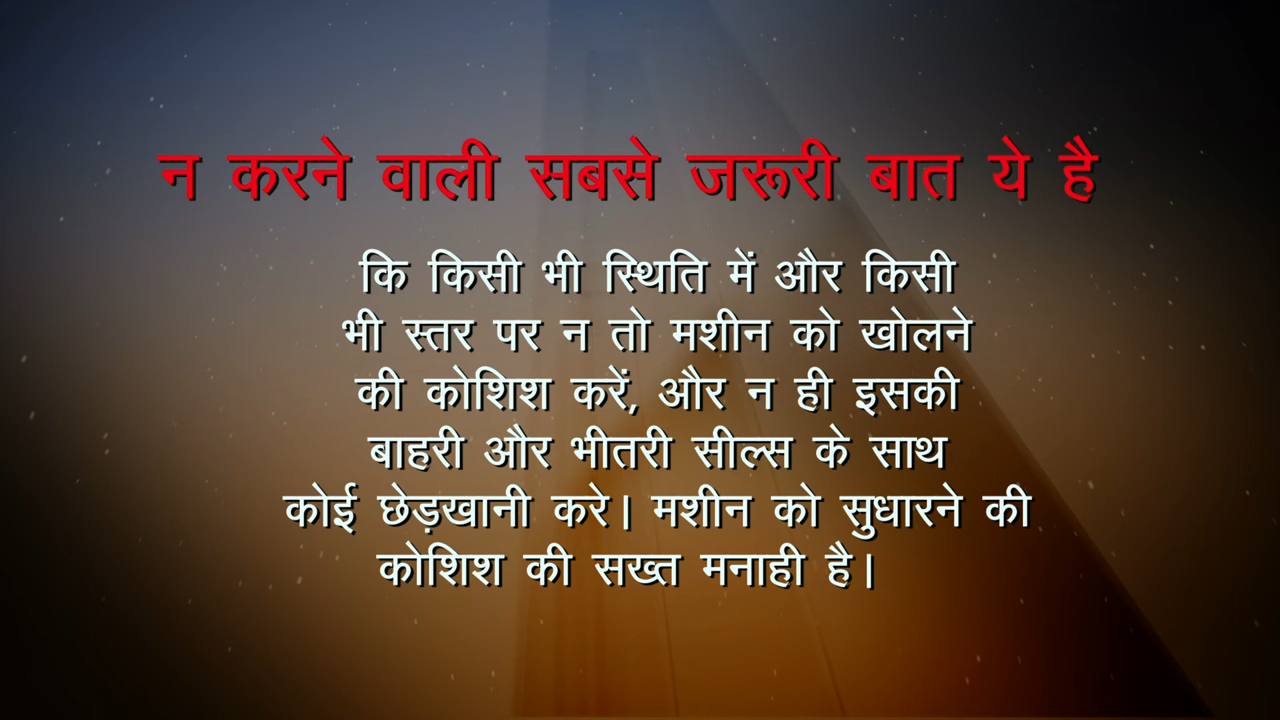 न करने वाली सबसे जरूरी बात ये है
कि किसी भी स्थिति में और किसी
भी स्तर पर न तो मशीन को खोलने
की कोशिश करें, और न ही इसकी
बाहरी और भीतरी सील्स के साथ
कोई छेड़खानी करे। मशीन को सुधारने की
कोशिश की सख्त मनाही है।